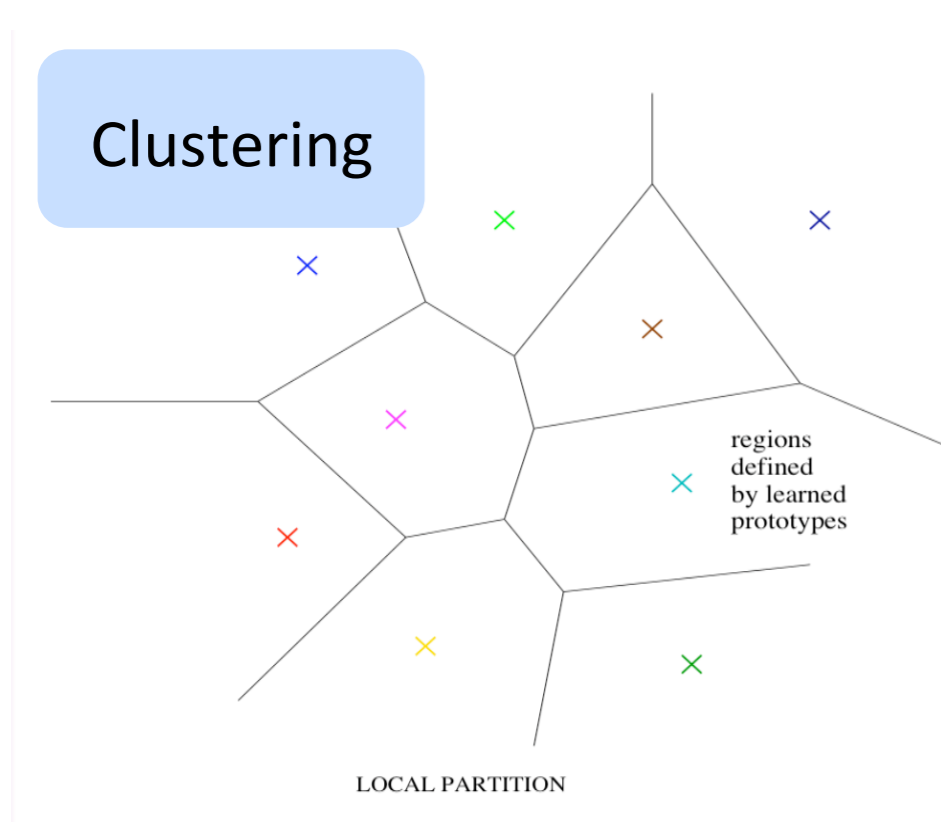 Clustering
regions
defined
by learned
prototypes
LOCAL PARTITION